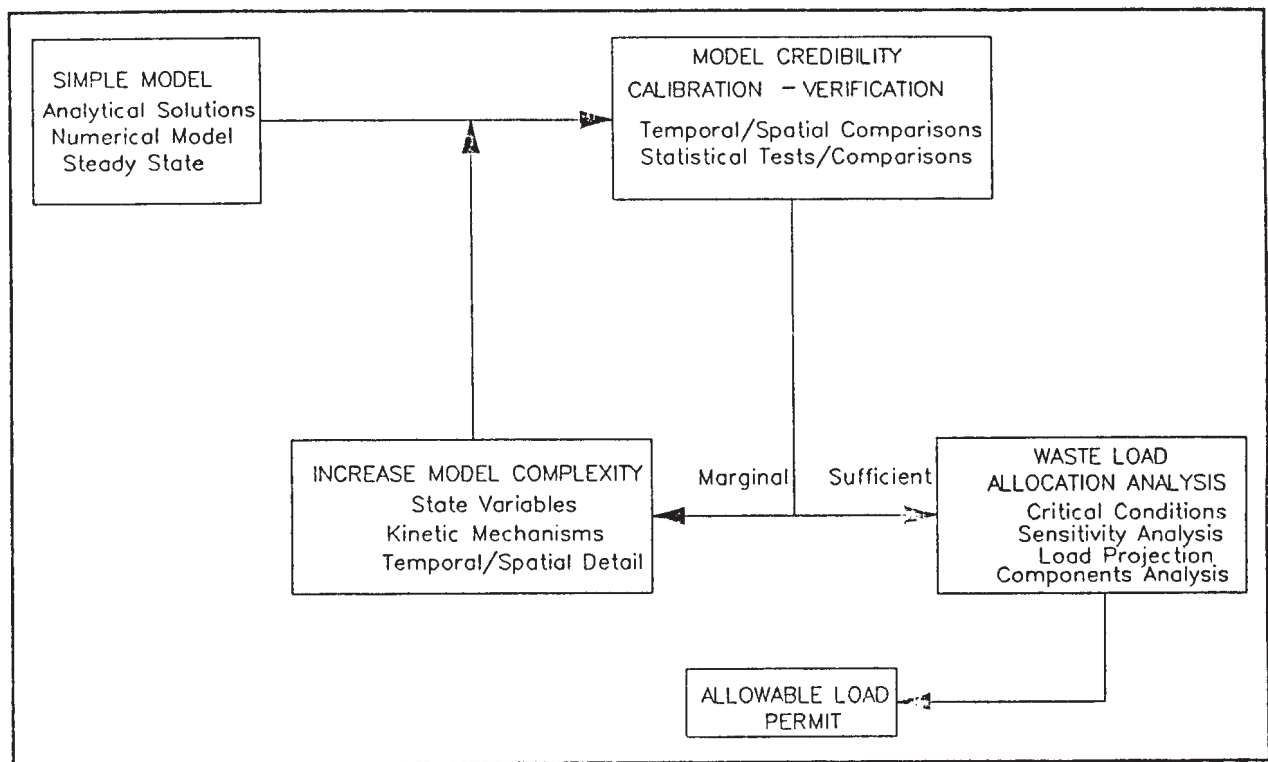 SIMPLE MODEL
Analytical Solutions
Numerical Model
Steady State
MODEL CREDIBILITY
CALIBRATION – VERIFICATION
Temporal/Spatial Comparisons
Statistical Tests/Comparisons
INCREASE MODEL COMPLEXITY
State Variables
Kinetic Mechanisms
Temporal/Spatial Detail
Marginal
Sufficient
WASTE LOAD
ALLOCATION ANALYSIS
Critical Conditions
Sensitivity Analysis
Load Projection
Components Analysis
ALLOWABLE LOAD
PERMIT